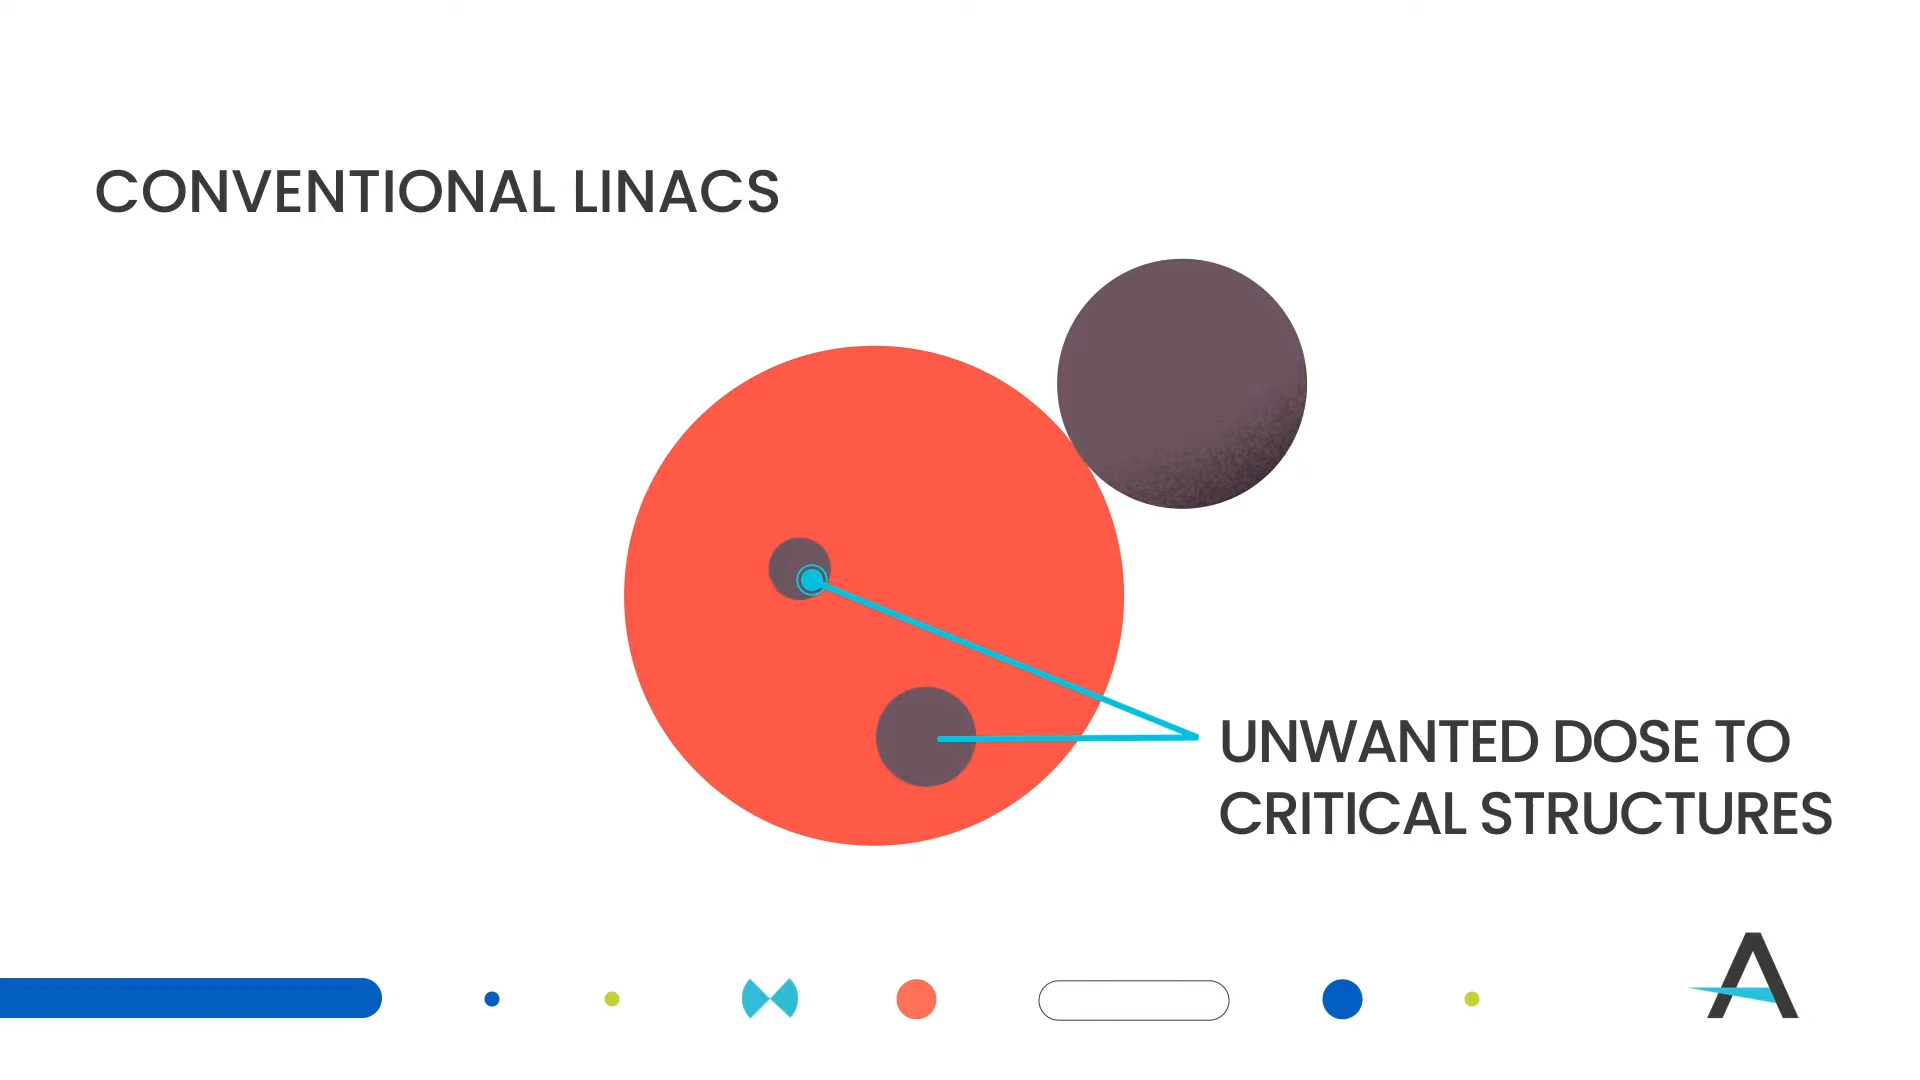 CONVENTIONAL LINACS
UNWANTED DOSE TO
CRITICAL STRUCTURES